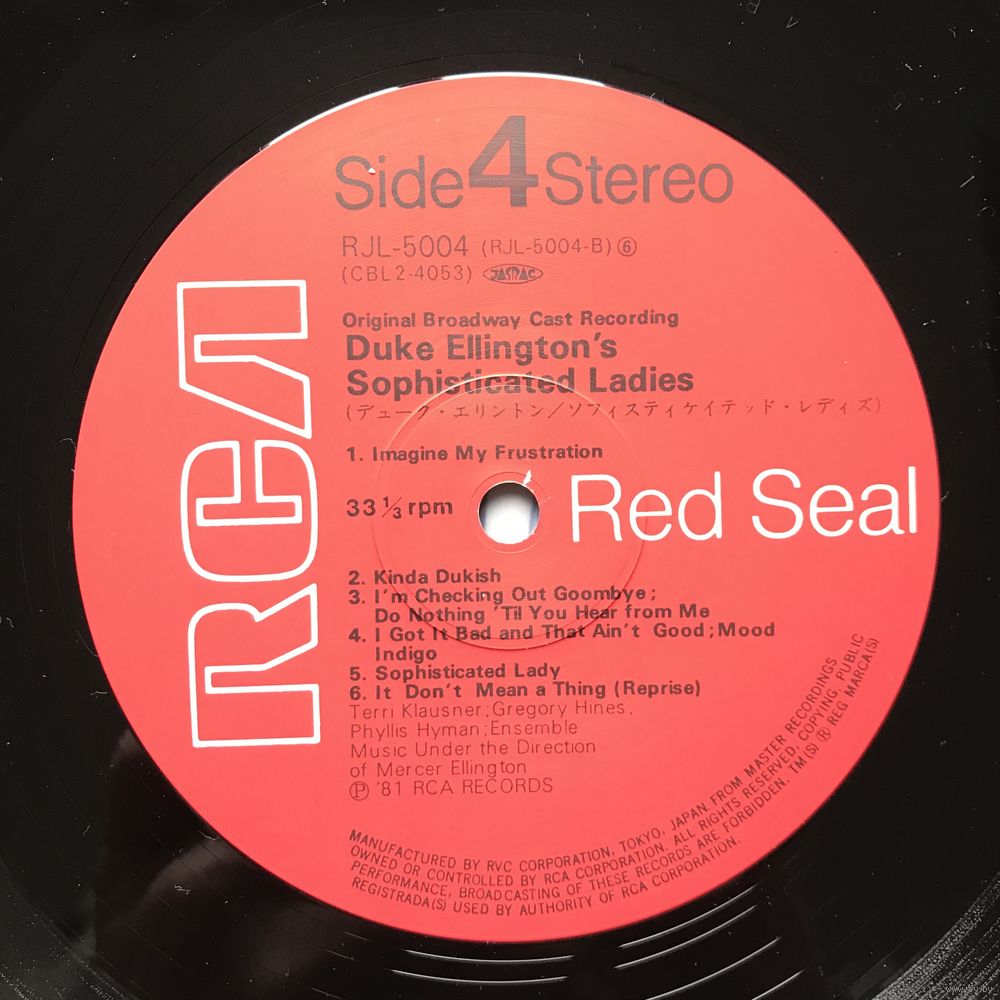 Side 4 Stereo
RJL-5004 (RJL-5004-B) ⑥
(CBL2-4053) JASRAC
Original Broadway Cast Recording
Duke Ellington's
Sophisticated Ladies
(デューク・エリントン/ソフィスティケイテッド・レディズ)
1. Imagine My Frustration
33 1/3 rpm
Red Seal
RCA
2. Kinda Dukish
3. I'm Checking Out Goombye;
Do Nothing 'Til You Hear from Me
4. I Got It Bad and That Ain't Good;Mood
Indigo
5. Sophisticated Lady
6. It Don't Mean a Thing (Reprise)
Terri Klausner;Gregory Hines,
Phyllis Hyman;Ensemble
Music Under the Direction
of Mercer Ellington
Ⓟ '81 RCA RECORDS
MANUFACTURED BY RVC CORPORATION, TOKYO, JAPAN FROM MASTER RECORDINGS
OWNED OR CONTROLLED BY RCA CORPORATION. ALL RIGHTS RESERVED. COPYING, PUBLIC
PERFORMANCE, BROADCASTING OF THESE RECORDS ARE FORBIDDEN. TM(S) ® REG MARCA(S)
REGISTRADA(S) USED BY AUTHORITY OF RCA CORPORATION.